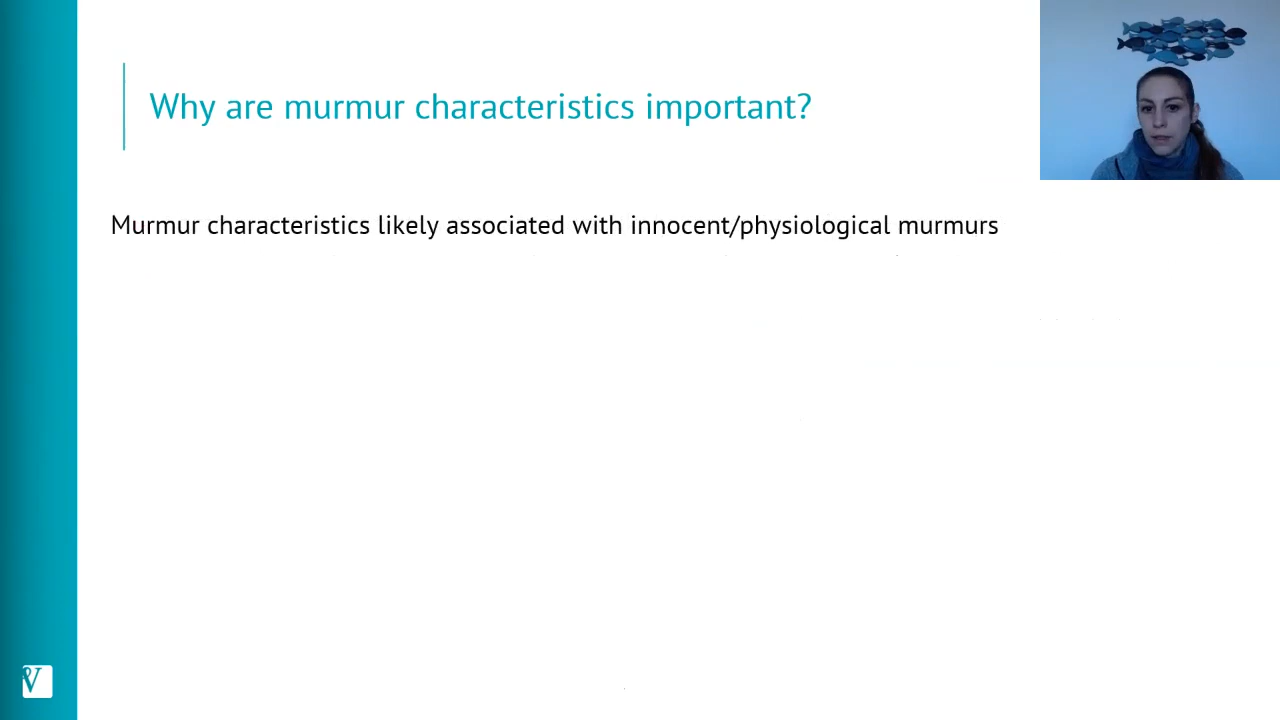 Why are murmur characteristics important?
Murmur characteristics likely associated with innocent/physiological murmurs
&V